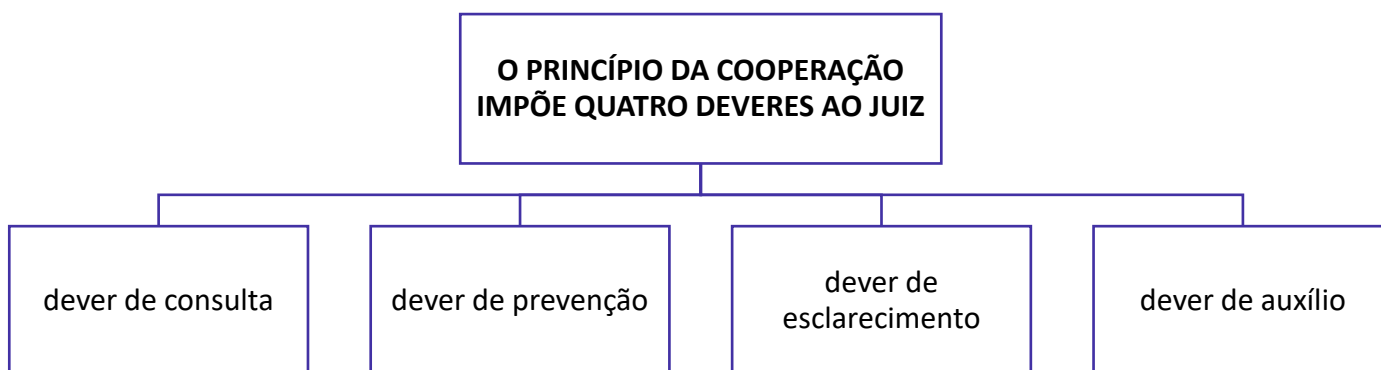 O PRINCÍPIO DA COOPERAÇÃO
IMPÕE QUATRO DEVERES AO JUIZ
dever de consulta
dever de prevenção
dever de
esclarecimento
dever de auxílio